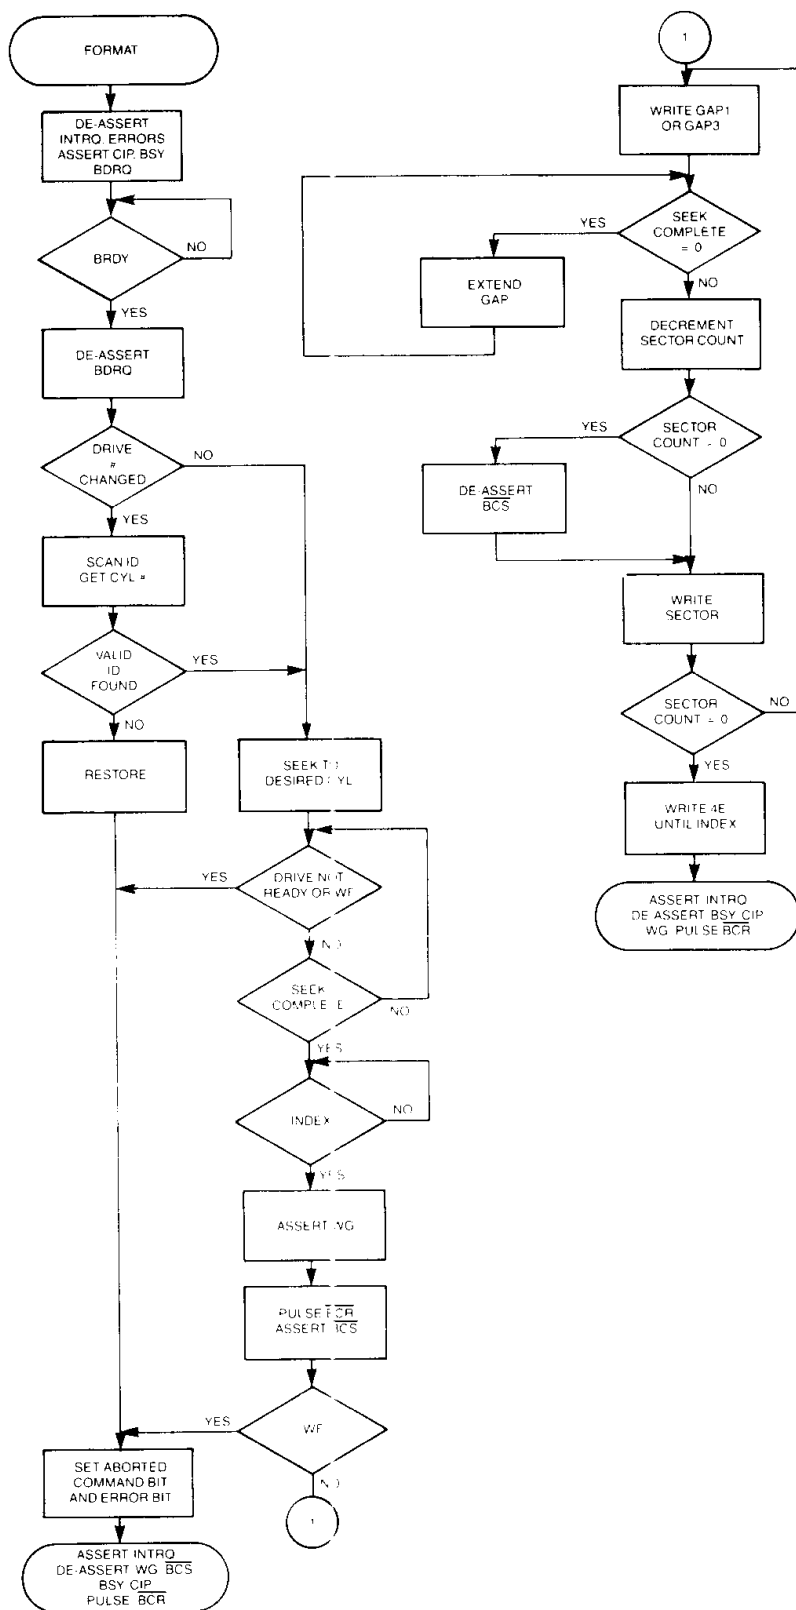 FORMAT
DE-ASSERT
INTRQ, ERRORS
ASSERT CIP, BSY
BDRQ
BRDY
NO
YES
DE-ASSERT
BDRQ
DRIVE
#
CHANGED
NO
YES
SCAN ID
GET CYL #
VALID
ID
FOUND
YES
NO
RESTORE
SEEK TO
DESIRED CYL
DRIVE NOT
READY OR WF
YES
NO
SEEK
COMPLETE
NO
YES
INDEX
NO
YES
ASSERT WG
PULSE BCR
ASSERT BCS
WF
YES
NO
1
SET ABORTED
COMMAND BIT
AND ERROR BIT
ASSERT INTRQ
DE-ASSERT WG BCS
BSY CIP
PULSE BCR
1
WRITE GAP1
OR GAP3
SEEK
COMPLETE
= 0
YES
NO
EXTEND
GAP
DECREMENT
SECTOR COUNT
SECTOR
COUNT = 0
YES
NO
DE-ASSERT
BCS
WRITE
SECTOR
SECTOR
COUNT = 0
NO
YES
WRITE 4E
UNTIL INDEX
ASSERT INTRQ
DE ASSERT BSY CIP
WG PULSE BCR